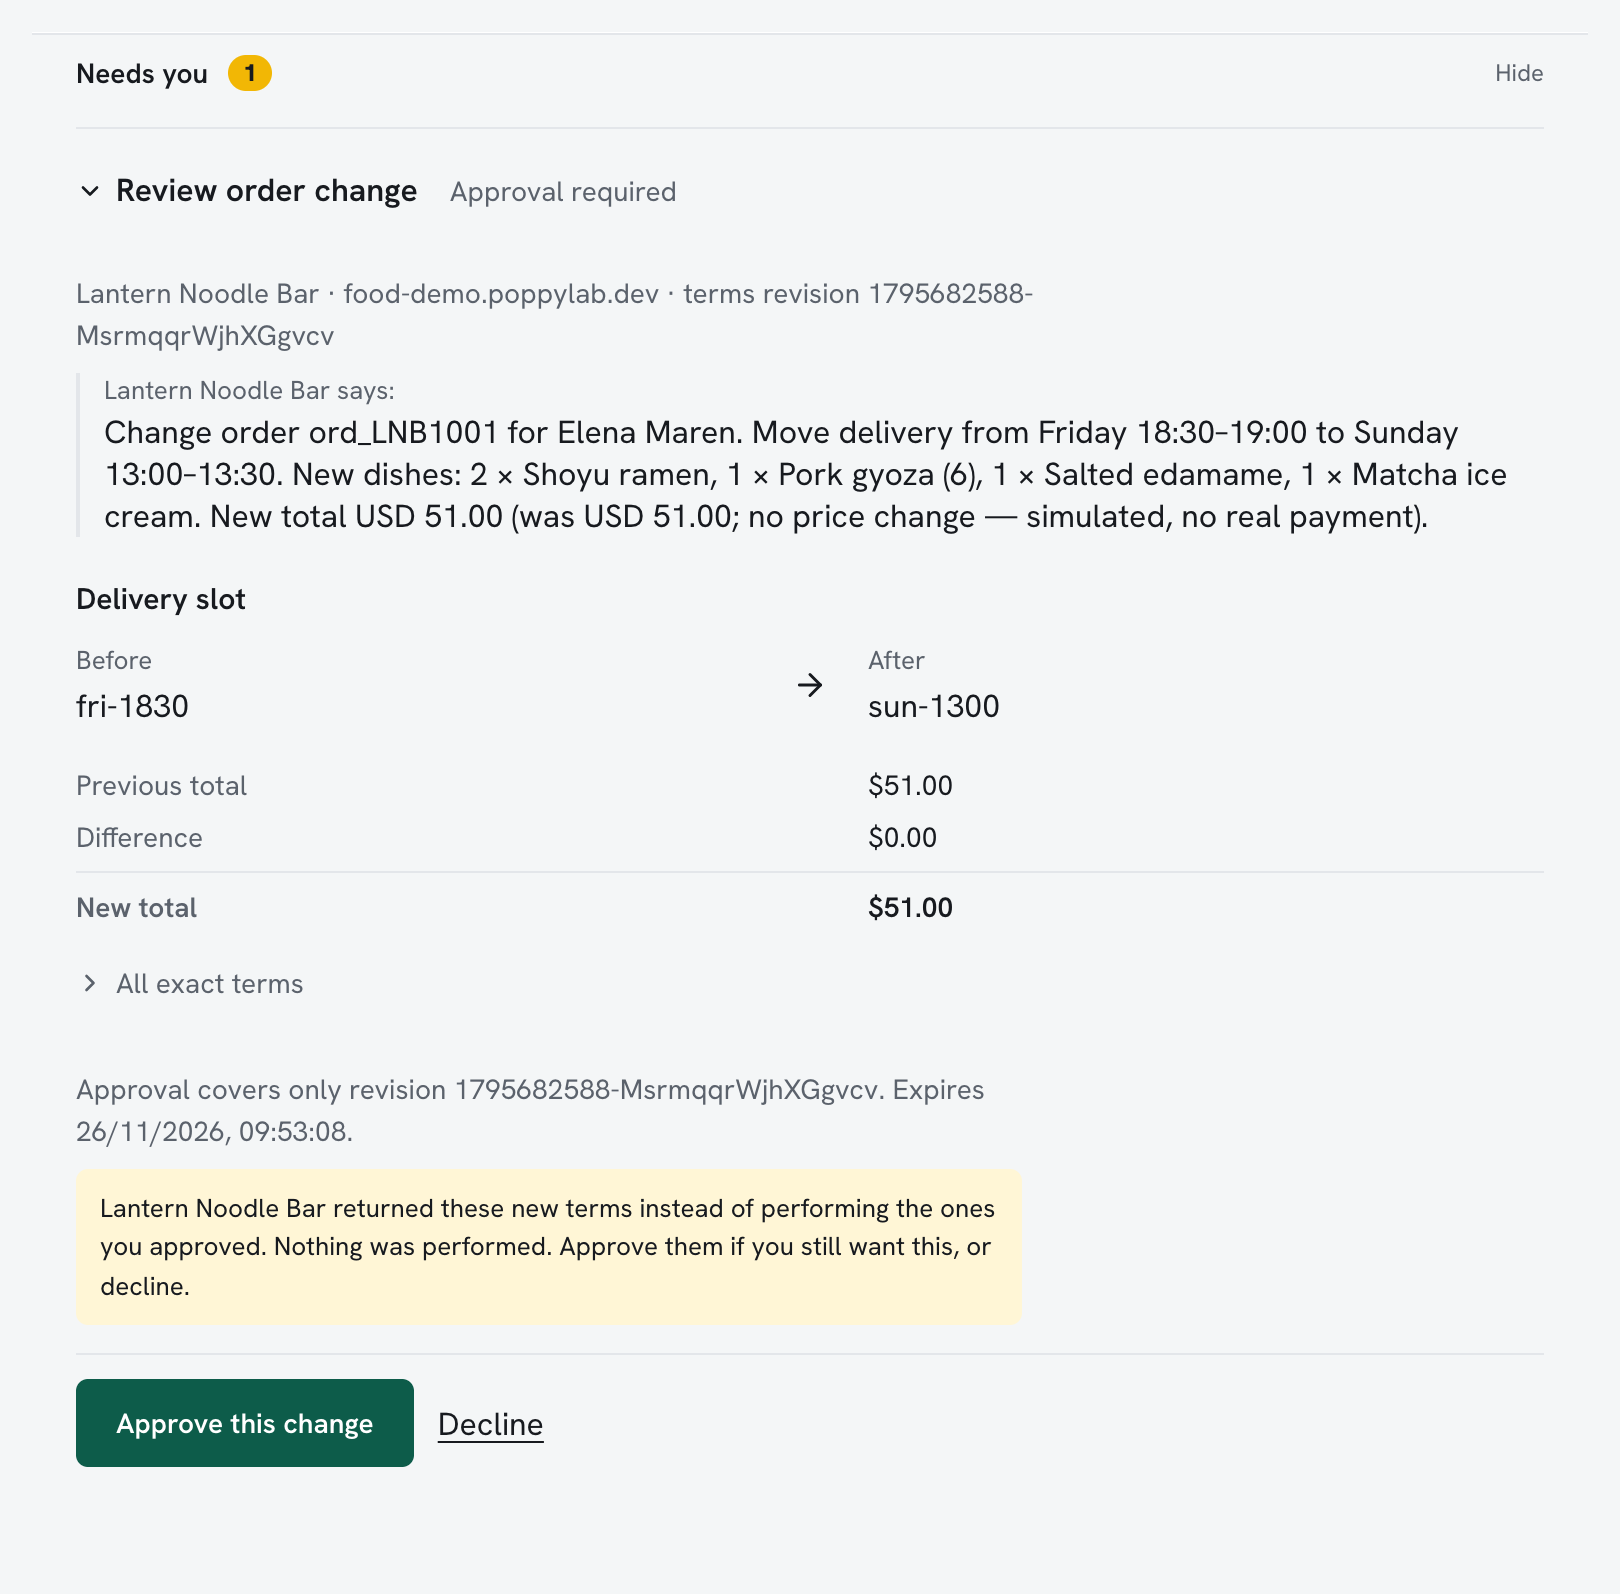 Needs you 1 Hide
Review order change Approval required
Lantern Noodle Bar · food-demo.poppylab.dev · terms revision 1795682588-
MsrmqqrWjhXGgvcv
Lantern Noodle Bar says:
Change order ord_LNB1001 for Elena Maren. Move delivery from Friday 18:30–19:00 to Sunday
13:00–13:30. New dishes: 2 × Shoyu ramen, 1 × Pork gyoza (6), 1 × Salted edamame, 1 × Matcha ice
cream. New total USD 51.00 (was USD 51.00; no price change — simulated, no real payment).
Delivery slot
Before → After
fri-1830 sun-1300
Previous total $51.00
Difference $0.00
New total $51.00
All exact terms
Approval covers only revision 1795682588-MsrmqqrWjhXGgvcv. Expires
26/11/2026, 09:53:08.
Lantern Noodle Bar returned these new terms instead of performing the ones
you approved. Nothing was performed. Approve them if you still want this, or
decline.
Approve this change Decline